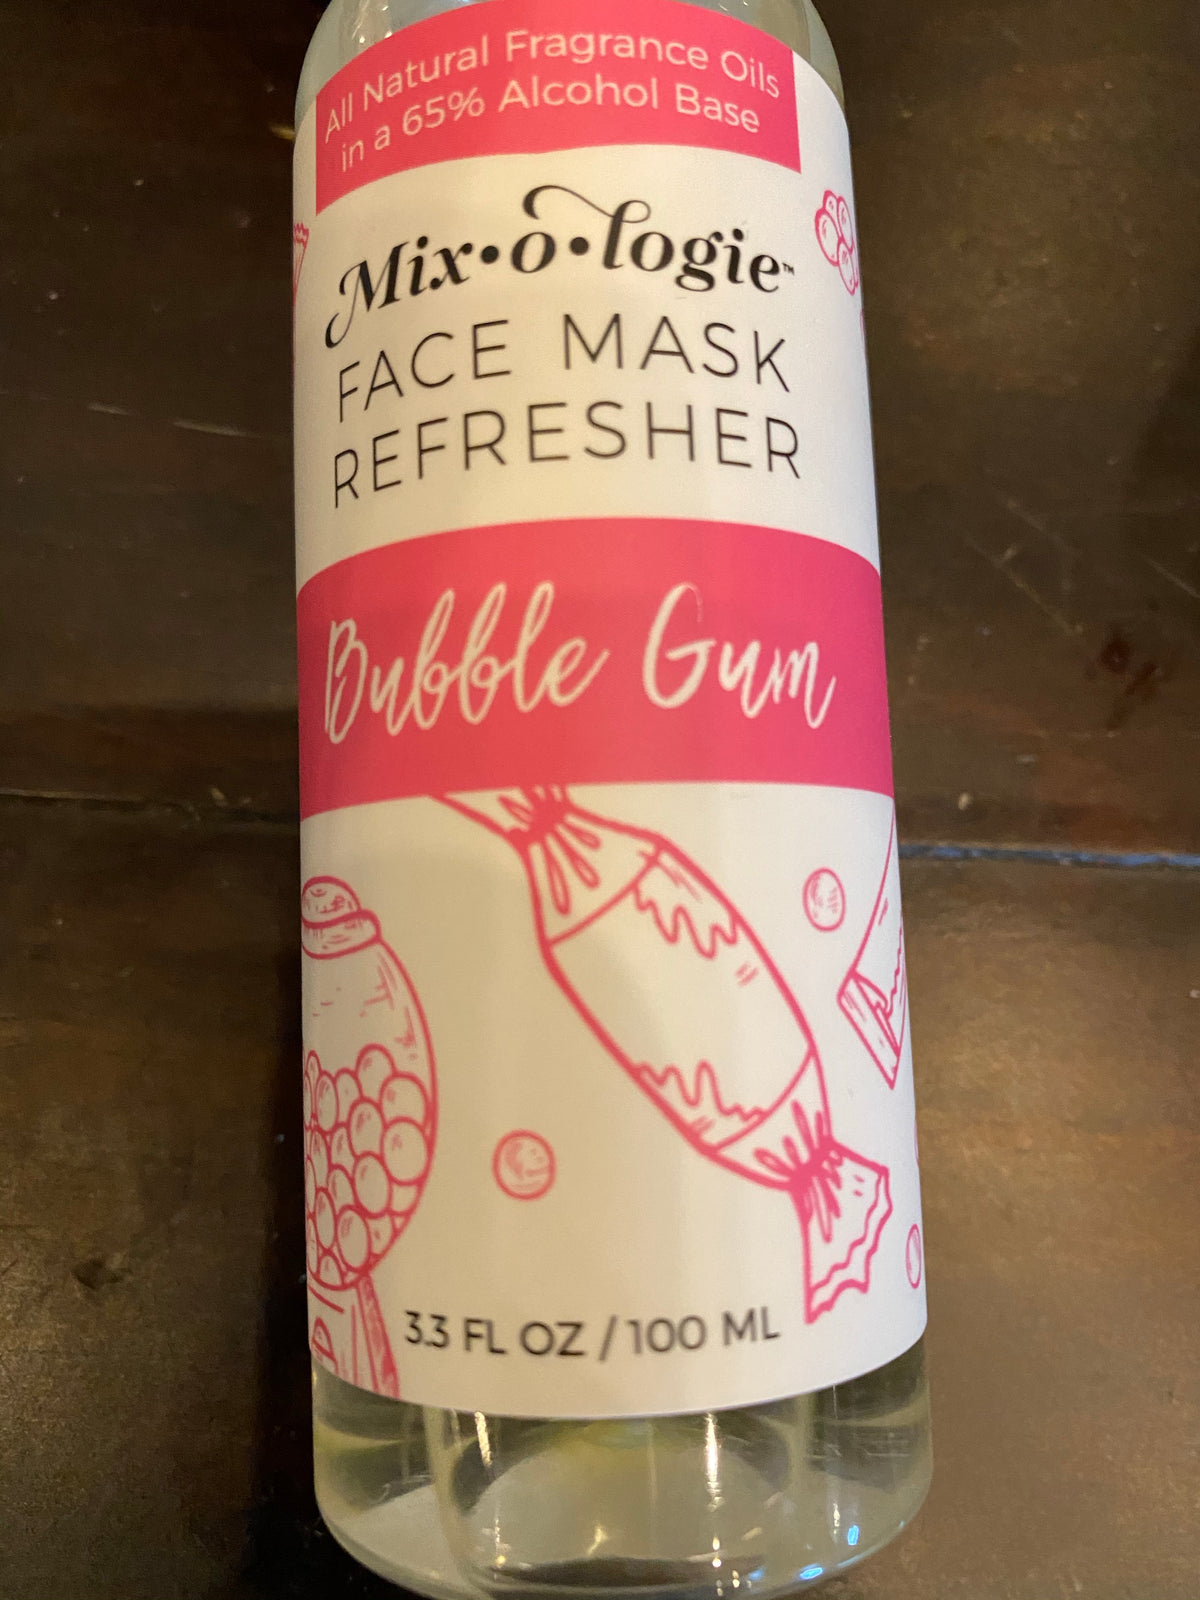 All Natural Fragrance Oils
in a 65% Alcohol Base
Mix•o•logie™
FACE MASK
REFRESHER
Bubble Gum
3.3 FL OZ / 100 ML